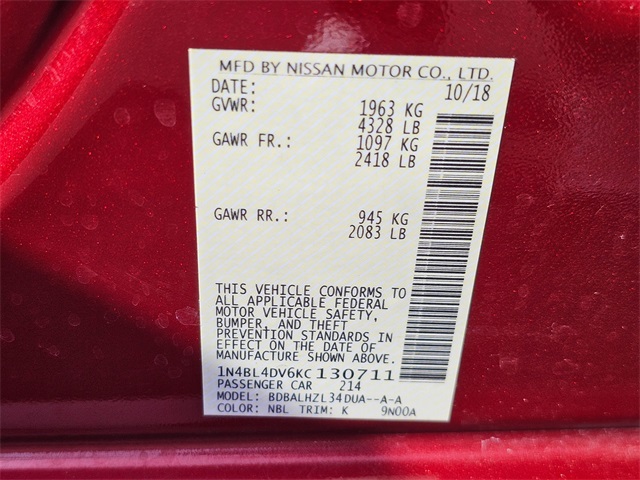 MFD BY NISSAN MOTOR CO., LTD.
DATE: 10/18
GVWR: 1963 KG
4328 LB
GAWR FR.: 1097 KG
2418 LB
GAWR RR.: 945 KG
2083 LB
THIS VEHICLE CONFORMS TO
ALL APPLICABLE FEDERAL
MOTOR VEHICLE SAFETY,
BUMPER, AND THEFT
PREVENTION STANDARDS IN
EFFECT ON THE DATE OF
MANUFACTURE SHOWN ABOVE.
1N4BL4DV6KC130711
PASSENGER CAR 214
MODEL: BDBALHZL34DUA--A-A
COLOR: NBL TRIM: K 9N00A